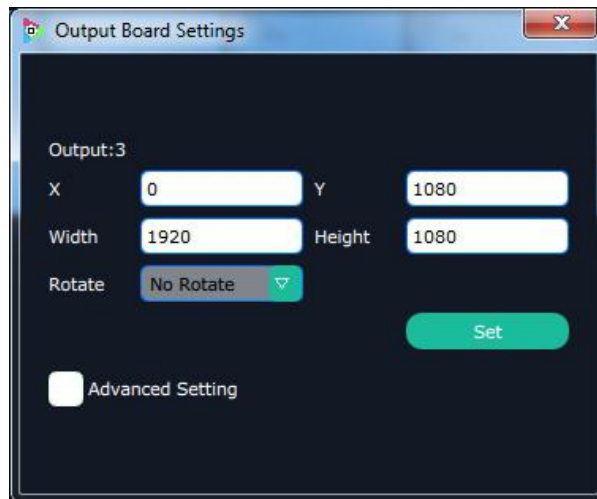 Output Board Settings
Output:3
X 0 Y 1080
Width 1920 Height 1080
Rotate No Rotate
Set
Advanced Setting